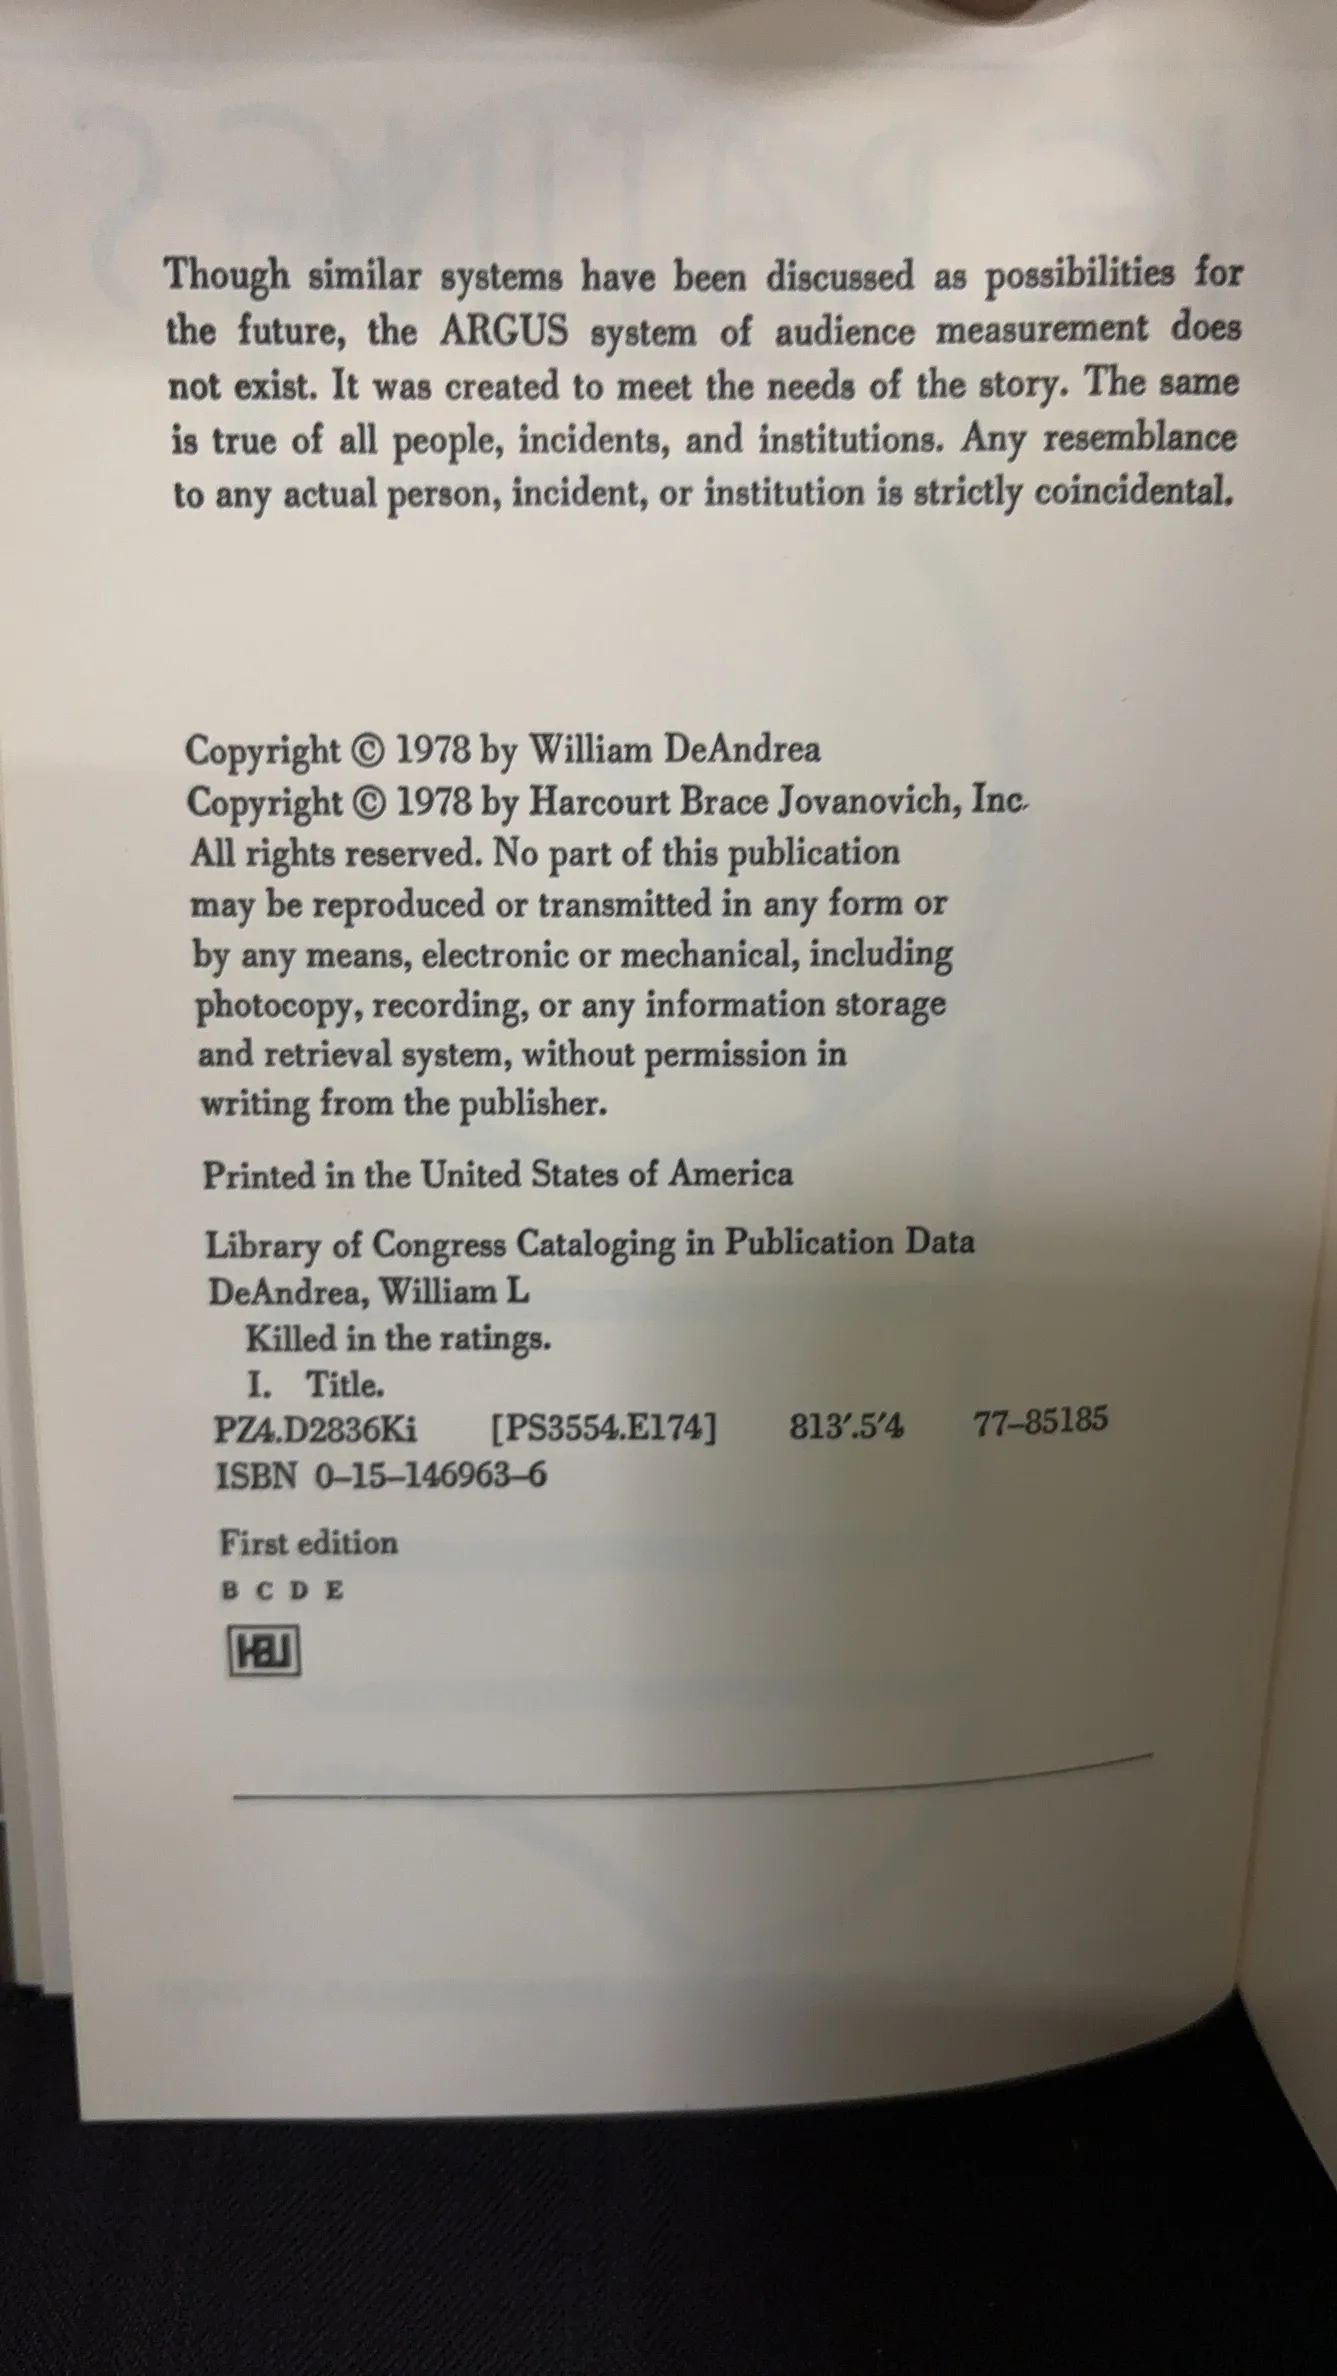 Though similar systems have been discussed as possibilities for
the future, the ARGUS system of audience measurement does
not exist. It was created to meet the needs of the story. The same
is true of all people, incidents, and institutions. Any resemblance
to any actual person, incident, or institution is strictly coincidental.
Copyright © 1978 by William DeAndrea
Copyright © 1978 by Harcourt Brace Jovanovich, Inc.
All rights reserved. No part of this publication
may be reproduced or transmitted in any form or
by any means, electronic or mechanical, including
photocopy, recording, or any information storage
and retrieval system, without permission in
writing from the publisher.
Printed in the United States of America
Library of Congress Cataloging in Publication Data
DeAndrea, William L
Killed in the ratings.
I. Title.
PZ4.D2836Ki [PS3554.E174] 813'.5'4 77–85185
ISBN 0–15–146963–6
First edition
B C D E
HBJ